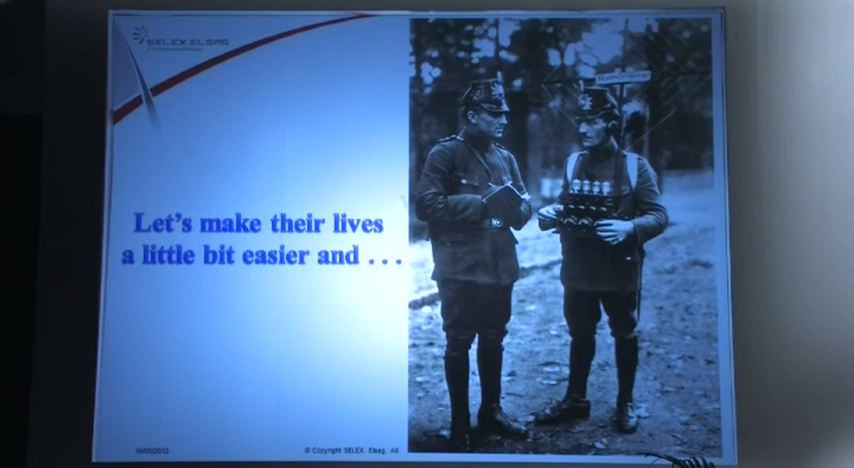 SELEX ELSAG
Let's make their lives
a little bit easier and . . .
16/05/2012
© Copyright SELEX Elsag. All